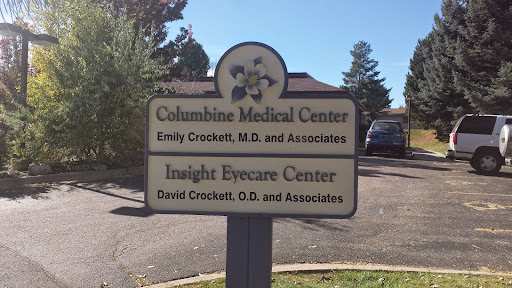 Columbine Medical Center
Emily Crockett, M.D. and Associates
Insight Eyecare Center
David Crockett, O.D. and Associates